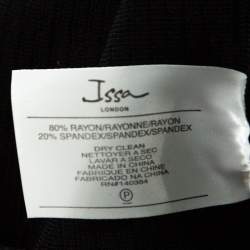 Issa
LONDON
80% RAYON/RAYONNE/RAYON
20% SPANDEX/SPANDEX/SPANDEX
DRY CLEAN
NETTOYER A SEC
LAVAR A SECO
MADE IN CHINA
FABRIQUE EN CHINE
FABRICADO NA CHINA
RN#140384
P